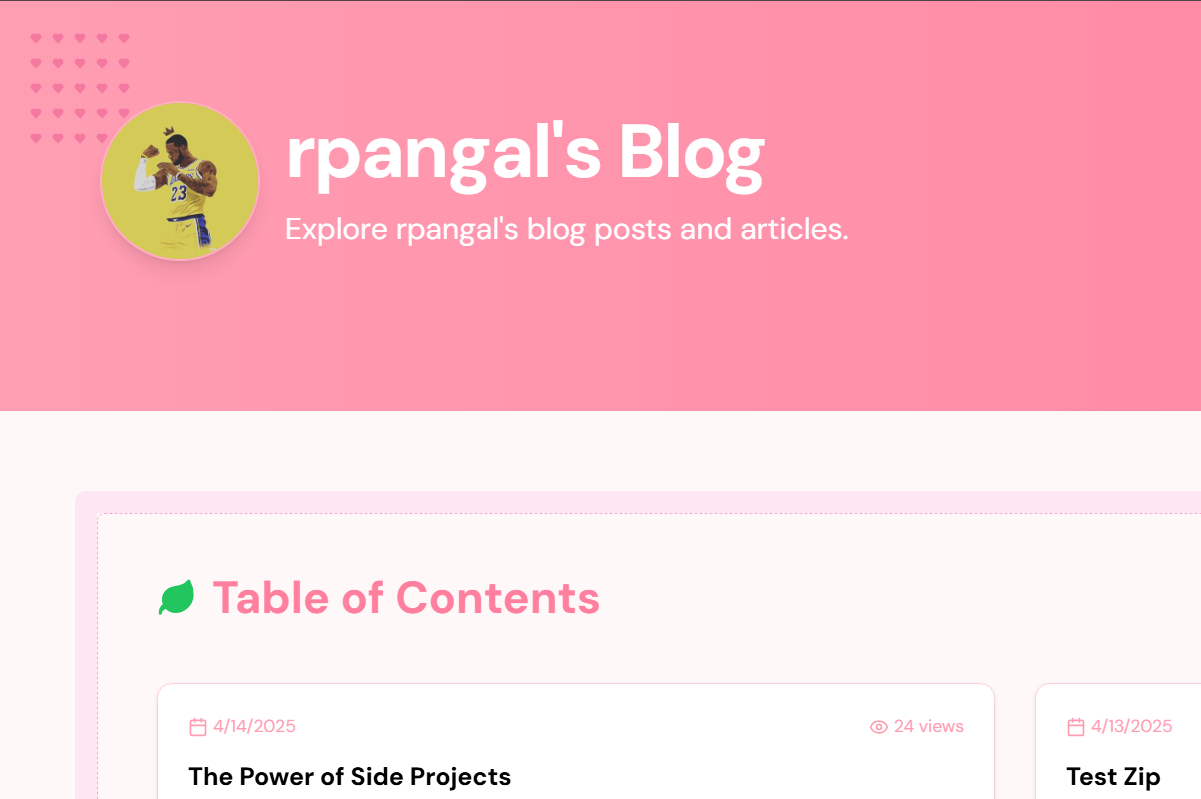 rpangal's Blog
Explore rpangal's blog posts and articles.
23
Table of Contents
4/14/2025
24 views
The Power of Side Projects
4/13/2025
Test Zip